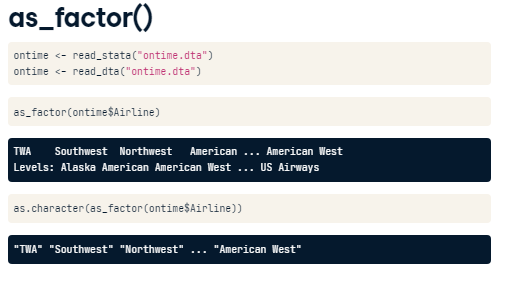 as_factor()
ontime <- read_stata("ontime.dta")
ontime <- read_dta("ontime.dta")
as_factor(ontime$Airline)
TWA    Southwest  Northwest   American ... American West
Levels: Alaska American American West ... US Airways
as.character(as_factor(ontime$Airline))
"TWA" "Southwest" "Northwest" ... "American West"